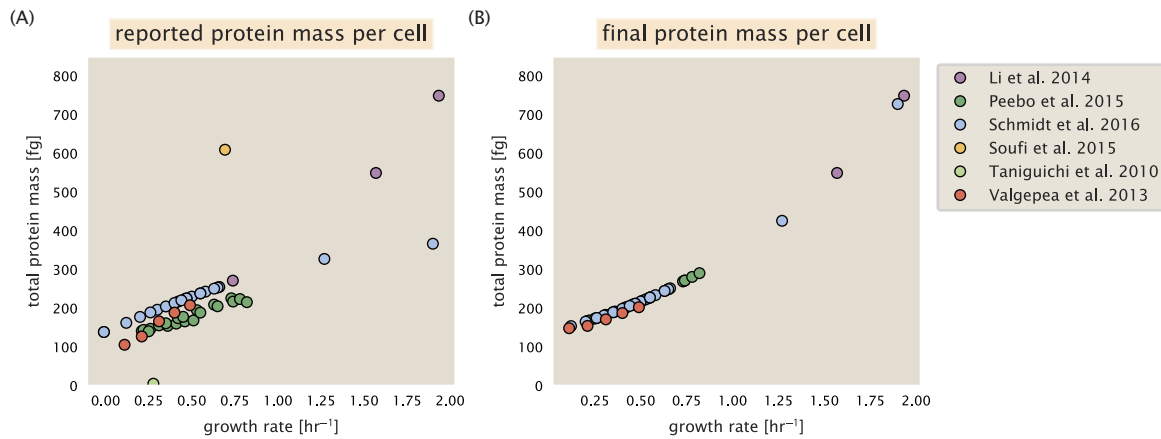 (A)
reported protein mass per cell
800
700
600
500
400
300
200
100
0
total protein mass [fg]
0.00 0.25 0.50 0.75 1.00 1.25 1.50 1.75 2.00
growth rate [hr⁻¹]
(B)
final protein mass per cell
800
700
600
500
400
300
200
100
0
total protein mass [fg]
0.25 0.50 0.75 1.00 1.25 1.50 1.75 2.00
growth rate [hr⁻¹]
Li et al. 2014
Peebo et al. 2015
Schmidt et al. 2016
Soufi et al. 2015
Taniguchi et al. 2010
Valgepea et al. 2013